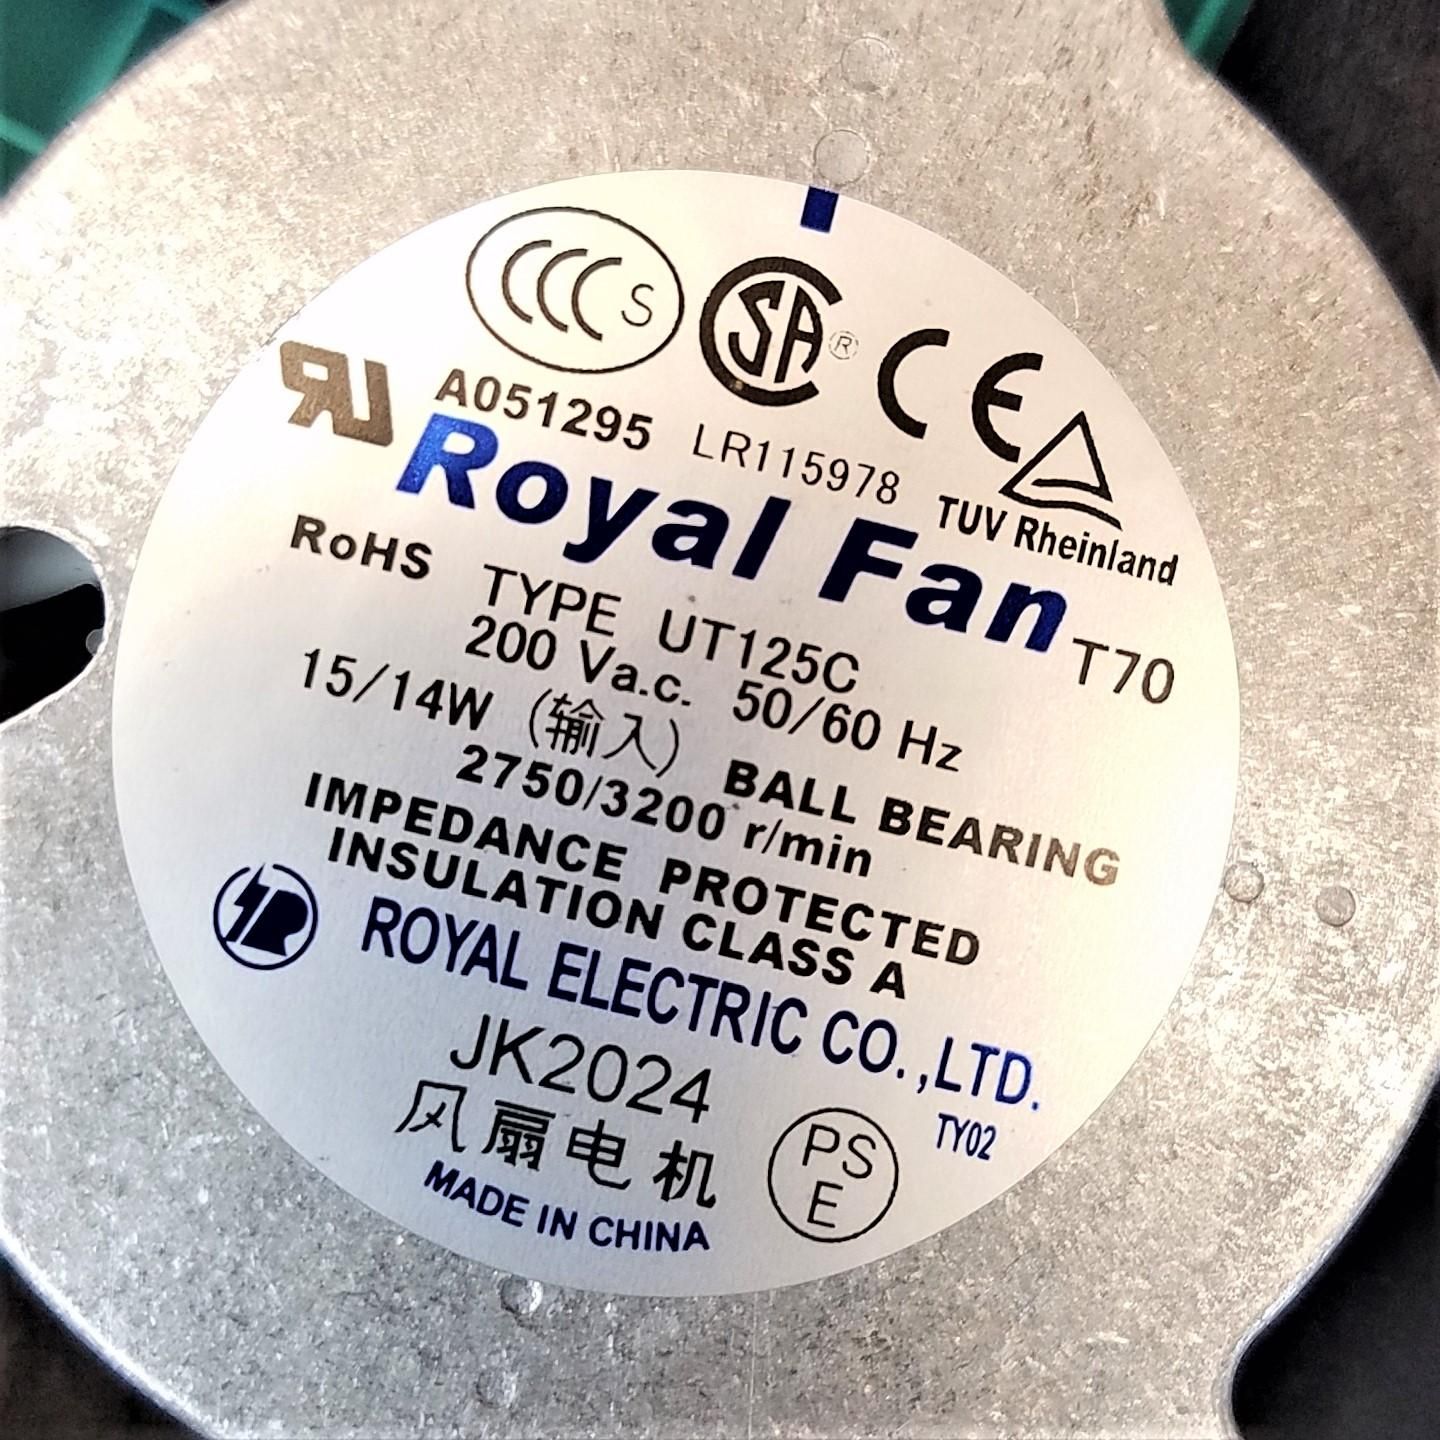 CCC S
CSA ®
CE
RU
A051295
LR115978
TUV Rheinland
Royal Fan T70
RoHS TYPE UT125C
200 Va.c. 50/60 Hz
15/14W (输入) BALL BEARING
2750/3200 r/min
IMPEDANCE PROTECTED
INSULATION CLASS A
ROYAL ELECTRIC CO.,LTD.
JK2024
TY02
风扇电机
PS
E
MADE IN CHINA